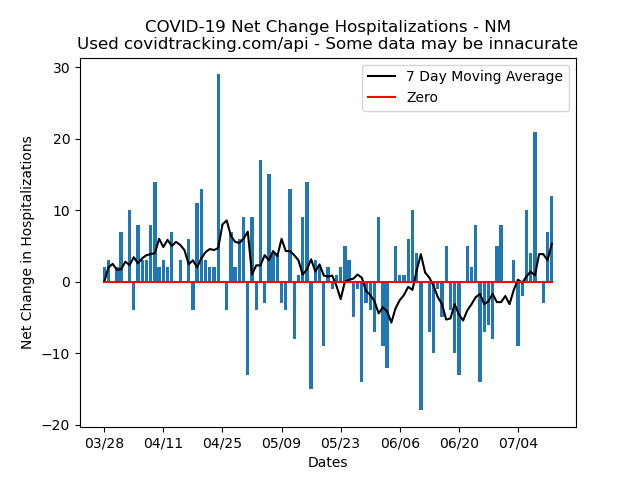 COVID-19 Net Change Hospitalizations - NM
Used covidtracking.com/api - Some data may be innacurate
7 Day Moving Average
Zero
Net Change in Hospitalizations
30
20
10
0
−10
−20
03/28 04/11 04/25 05/09 05/23 06/06 06/20 07/04
Dates